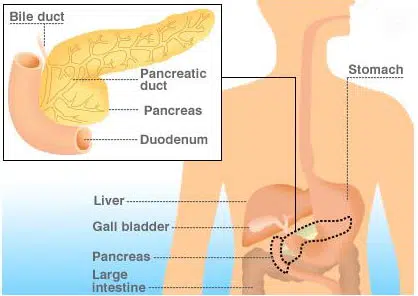 Bile duct
Pancreatic
duct
Pancreas
Duodenum
Stomach
Liver
Gall bladder
Pancreas
Large
intestine